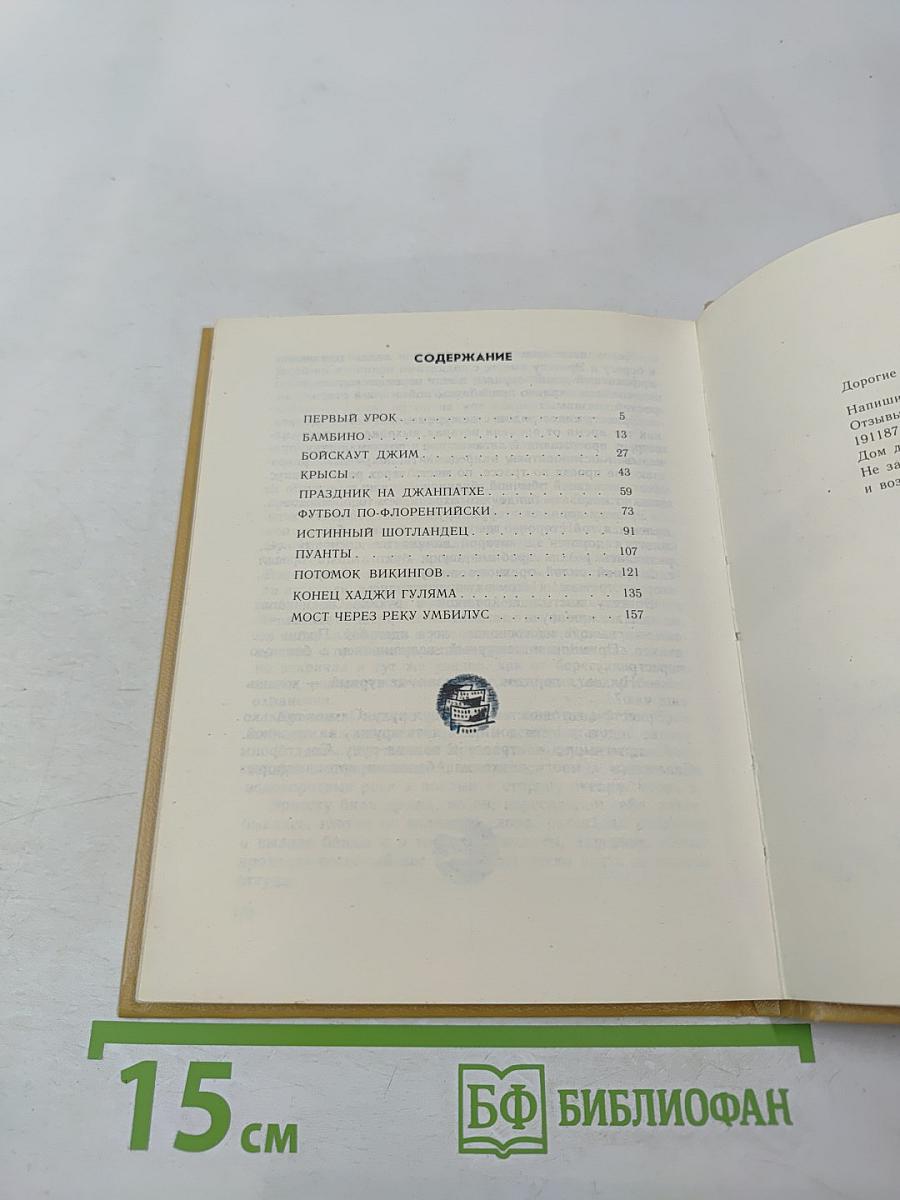 СОДЕРЖАНИЕ
ПЕРВЫЙ УРОК . . . . . . . . . . . . 5
БАМБИНО . . . . . . . . . . . . 13
БОЙСКАУТ ДЖИМ . . . . . . . . . . . 27
КРЫСЫ . . . . . . . . . . . . . . 43
ПРАЗДНИК НА ДЖАНПАТХЕ . . . . . . . . 59
ФУТБОЛ ПО-ФЛОРЕНТИЙСКИ . . . . . . . . 73
ИСТИННЫЙ ШОТЛАНДЕЦ . . . . . . . . . 91
ПУАНТЫ . . . . . . . . . . . . . . 107
ПОТОМОК ВИКИНГОВ . . . . . . . . . . 121
КОНЕЦ ХАДЖИ ГУЛЯМА . . . . . . . . . 135
МОСТ ЧЕРЕЗ РЕКУ УМБИЛУС . . . . . . . . 157
Дорогие
Напиши
Отзывы
191187
Дом д
Не за
и воз
15 см
БФ БИБЛИОФАН